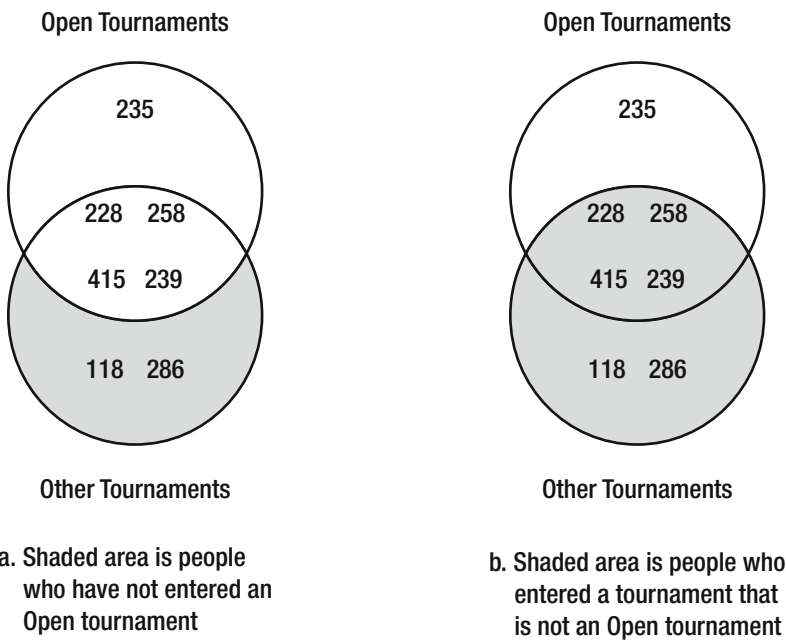 Open Tournaments
235
228 258
415 239
118 286
Other Tournaments
a. Shaded area is people
who have not entered an
Open tournament
Open Tournaments
235
228 258
415 239
118 286
Other Tournaments
b. Shaded area is people who
entered a tournament that
is not an Open tournament